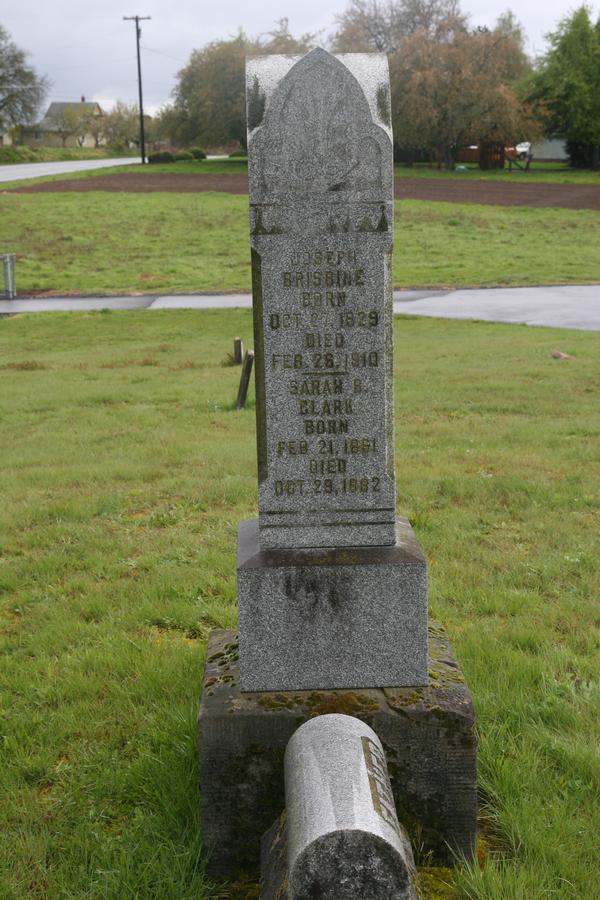 JOSEPH
BRISBINE
BORN
OCT. 27, 1829
DIED
FEB. 26, 1910
SARAH B.
CLARK
BORN
FEB 21, 1861
DIED
OCT. 29, 1882